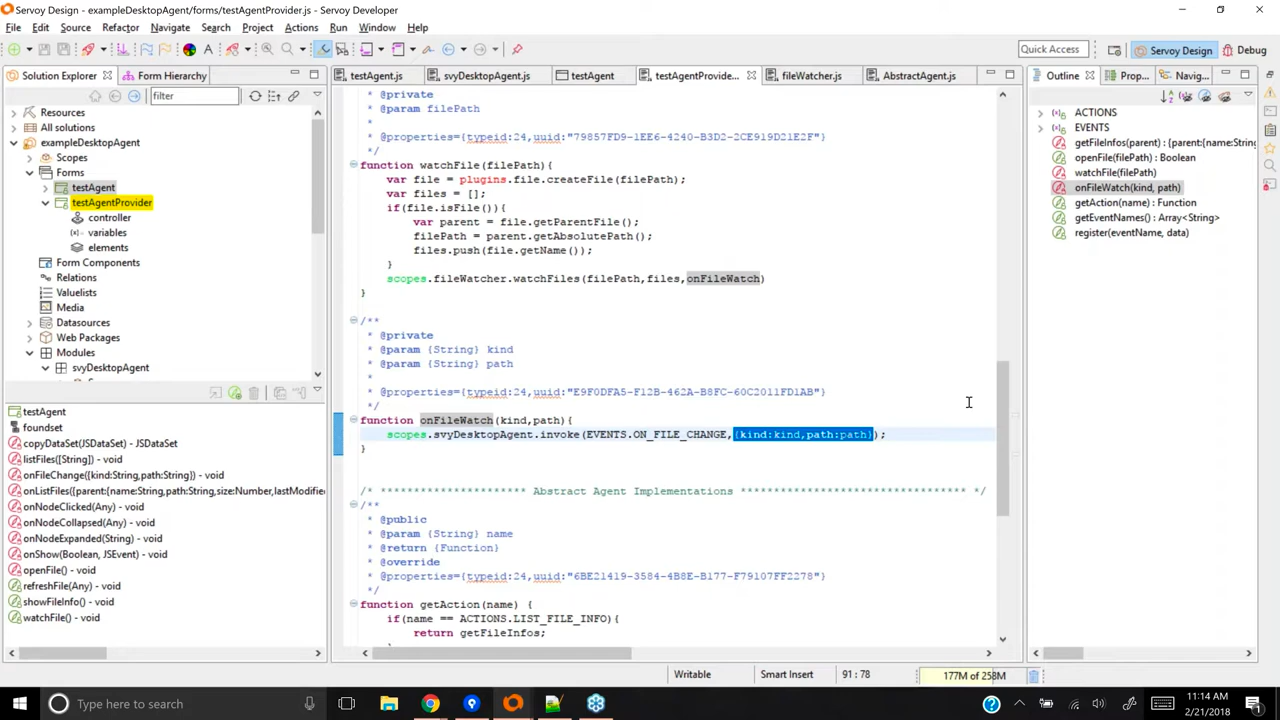 Servoy Design - exampleDesktopAgent/forms/testAgentProvider.js - Servoy Developer
File Edit Source Refactor Navigate Search Project Actions Run Window Help
Quick Access
Servoy Design
Debug
Solution Explorer
Form Hierarchy
filter
Resources
All solutions
exampleDesktopAgent
Scopes
Forms
testAgent
testAgentProvider
controller
variables
elements
Form Components
Relations
Valuelists
Media
Datasources
Web Packages
Modules
svyDesktopAgent
testAgent
foundset
copyDataSet(JSDataSet) - void
listFiles([String]) - void
onFileChange({kind:String,path:String}) - void
onListFiles([{parent:{name:String,path:String,size:Number,lastModifie
onNodeClicked(Any) - void
onNodeCollapsed(Any) - void
onNodeExpanded(String) - void
onShow(Boolean, JSEvent) - void
openFile() - void
refreshFile(Any) - void
showFileInfo() - void
watchFile() - void
testAgent.js
svyDesktopAgent.js
testAgent
testAgentProvide...
fileWatcher.js
AbstractAgent.js
* @private
* @param filePath
*
* @properties={typeid:24,uuid:"79857FD9-1EE6-4240-B3D2-2CE919D21E2F"}
*/
function watchFile(filePath){
var file = plugins.file.createFile(filePath);
var files = [];
if(file.isFile()){
var parent = file.getParentFile();
filePath = parent.getAbsolutePath();
files.push(file.getName());
}
scopes.fileWatcher.watchFiles(filePath,files,onFileWatch)
}
/**
* @private
* @param {String} kind
* @param {String} path
*
* @properties={typeid:24,uuid:"E9F0DFA5-F12B-462A-B8FC-60C2011FD1AB"}
*/
function onFileWatch(kind,path){
scopes.svyDesktopAgent.invoke(EVENTS.ON_FILE_CHANGE,{kind:kind,path:path});
}
/* ********************* Abstract Agent Implementations ********************************** */
/**
* @public
* @param {String} name
* @return {Function}
* @override
* @properties={typeid:24,uuid:"6BE21419-3584-4B8E-B177-F79107FF2278"}
*/
function getAction(name) {
if(name == ACTIONS.LIST_FILE_INFO){
return getFileInfos;
Outline
Prop...
Navig...
ACTIONS
EVENTS
getFileInfos(parent) : {parent:{name:String
openFile(filePath) : Boolean
watchFile(filePath)
onFileWatch(kind, path)
getAction(name) : Function
getEventNames() : Array<String>
register(eventName, data)
Writable
Smart Insert
91 : 78
177M of 258M
Type here to search
11:14 AM
2/21/2018
1